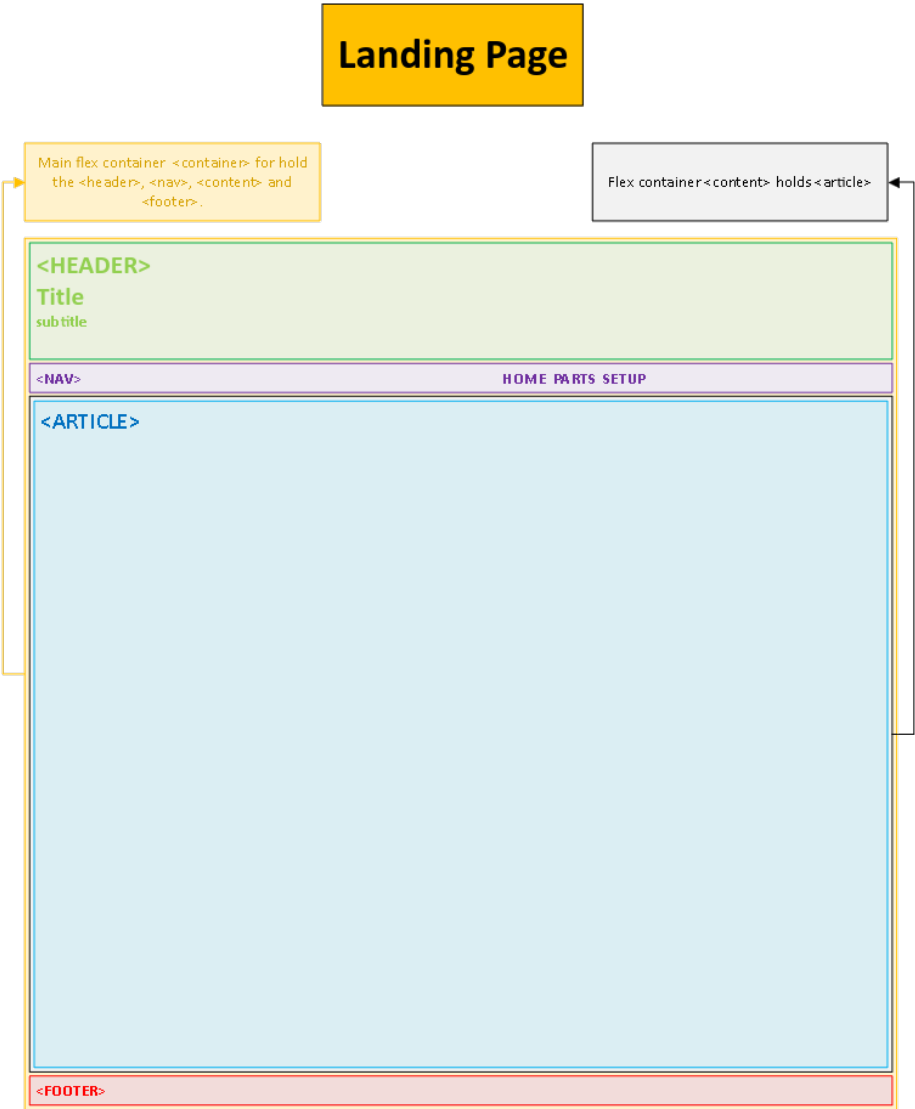 Landing Page
Main flex container <container> for hold
the <header>, <nav>, <content> and
<footer>.
Flex container <content> holds <article>
<HEADER>
Title
subtitle
<NAV> HOME PARTS SETUP
<ARTICLE>
<FOOTER>